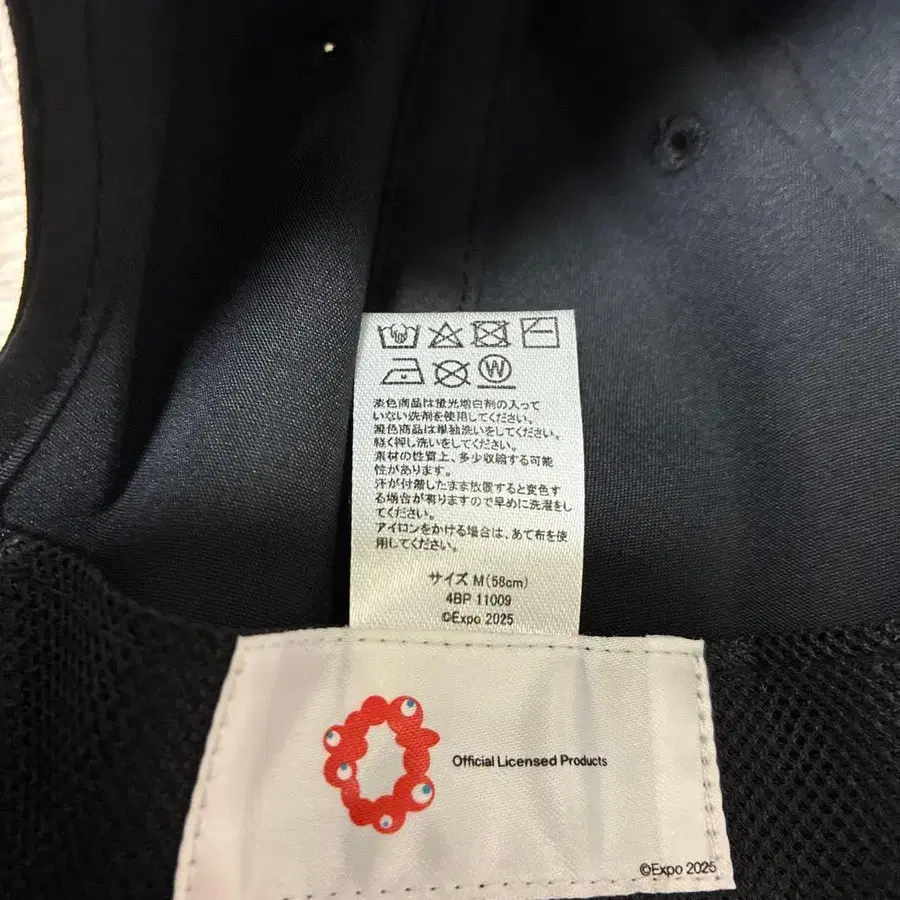 W
淡色商品は蛍光増白剤の入って
いない洗剤を使用してください。
濃色商品は単独洗いをしてください。
軽く押し洗いをしてください。
素材の性質上、多少収縮する可能
性があります。
汗が付着したまま放置すると変色す
る場合が有りますので早めに洗濯をし
てください。
アイロンをかける場合は、あて布を使
用してください。
サイズ M(58cm)
4BP 11009
©Expo 2025
Official Licensed Products
©Expo 2025